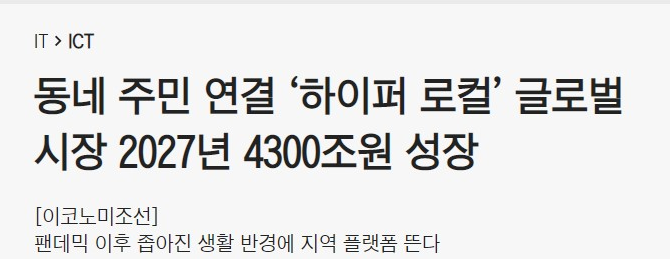 IT > ICT
동네 주민 연결 ‘하이퍼 로컬’ 글로벌
시장 2027년 4300조원 성장
[이코노미조선]
팬데믹 이후 좁아진 생활 반경에 지역 플랫폼 뜬다